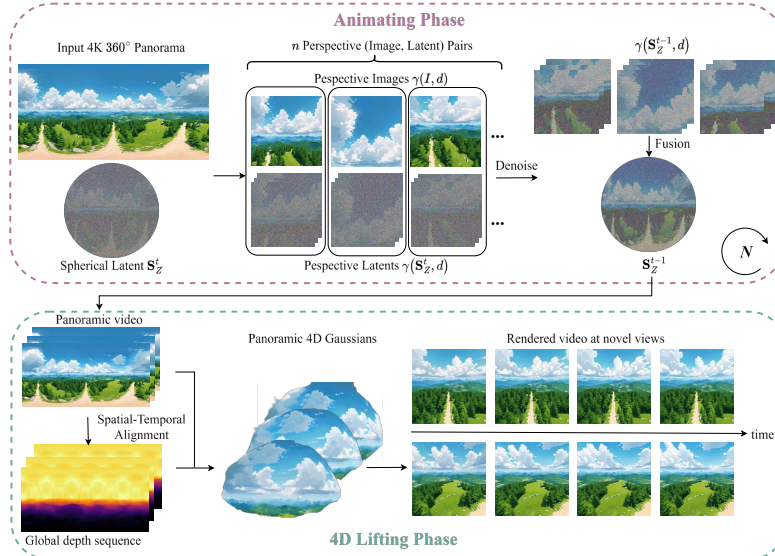 Animating Phase
Input 4K 360° Panorama
n Perspective (Image, Latent) Pairs
γ(S_Z^{t-1}, d)
Pespective Images γ(I, d)
...
Denoise
Fusion
...
Spherical Latent S_Z^t
Pespective Latents γ(S_Z^t, d)
S_Z^{t-1}
N
Panoramic video
Panoramic 4D Gaussians
Rendered video at novel views
Spatial-Temporal
Alignment
time
Global depth sequence
4D Lifting Phase